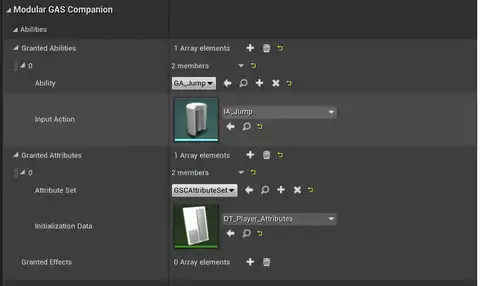 Modular GAS Companion
Abilities
Granted Abilities 1 Array elements
0 2 members
Ability GA_Jump
Input Action IA_Jump
Granted Attributes 1 Array elements
0 2 members
Attribute Set GSCAttributeSet
Initialization Data DT_Player_Attributes
Granted Effects 0 Array elements